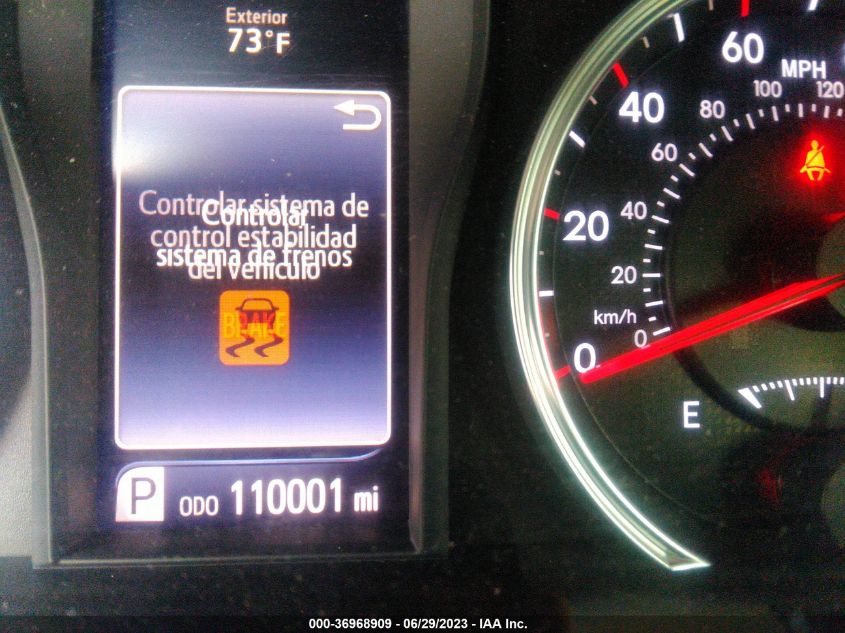 Exterior
73°F
Controlar sistema de
Controlar
control estabilidad
sistema de frenos
del vehículo
BRAKE
P ODO 110001 mi
60
MPH
40
20
0
120
100
80
60
40
20
km/h
0
E
000-36968909 - 06/29/2023 - IAA Inc.